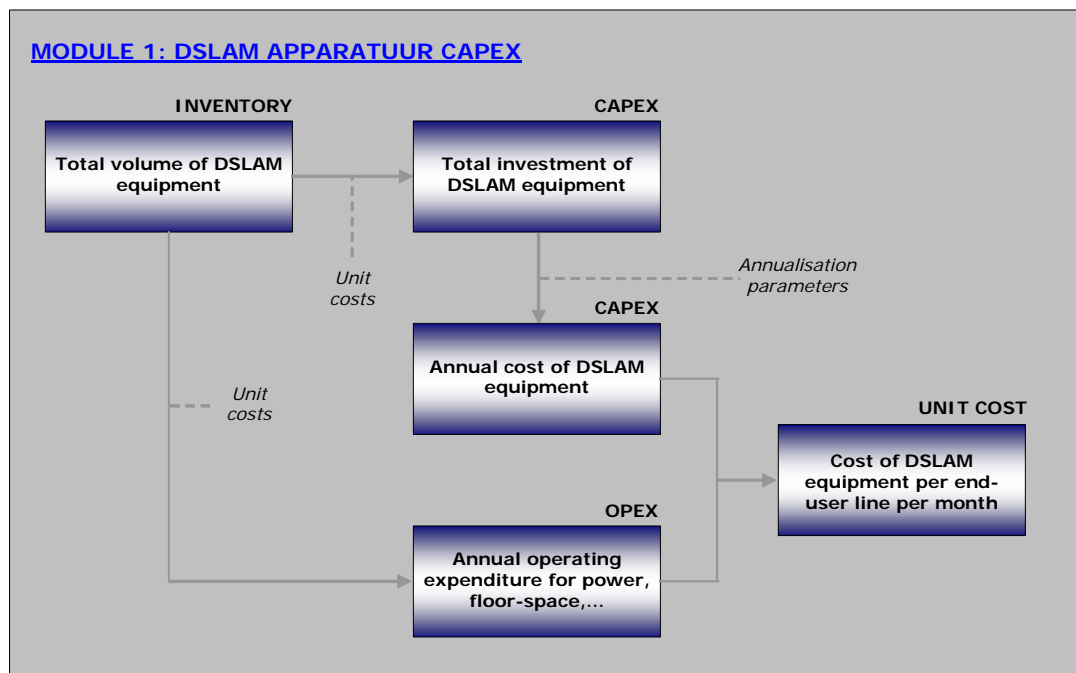 MODULE 1: DSLAM APPARATUUR CAPEX
INVENTORY
Total volume of DSLAM
equipment
CAPEX
Total investment of
DSLAM equipment
Unit
costs
Annualisation
parameters
CAPEX
Annual cost of DSLAM
equipment
Unit
costs
UNIT COST
Cost of DSLAM
equipment per end-
user line per month
OPEX
Annual operating
expenditure for power,
floor-space,...